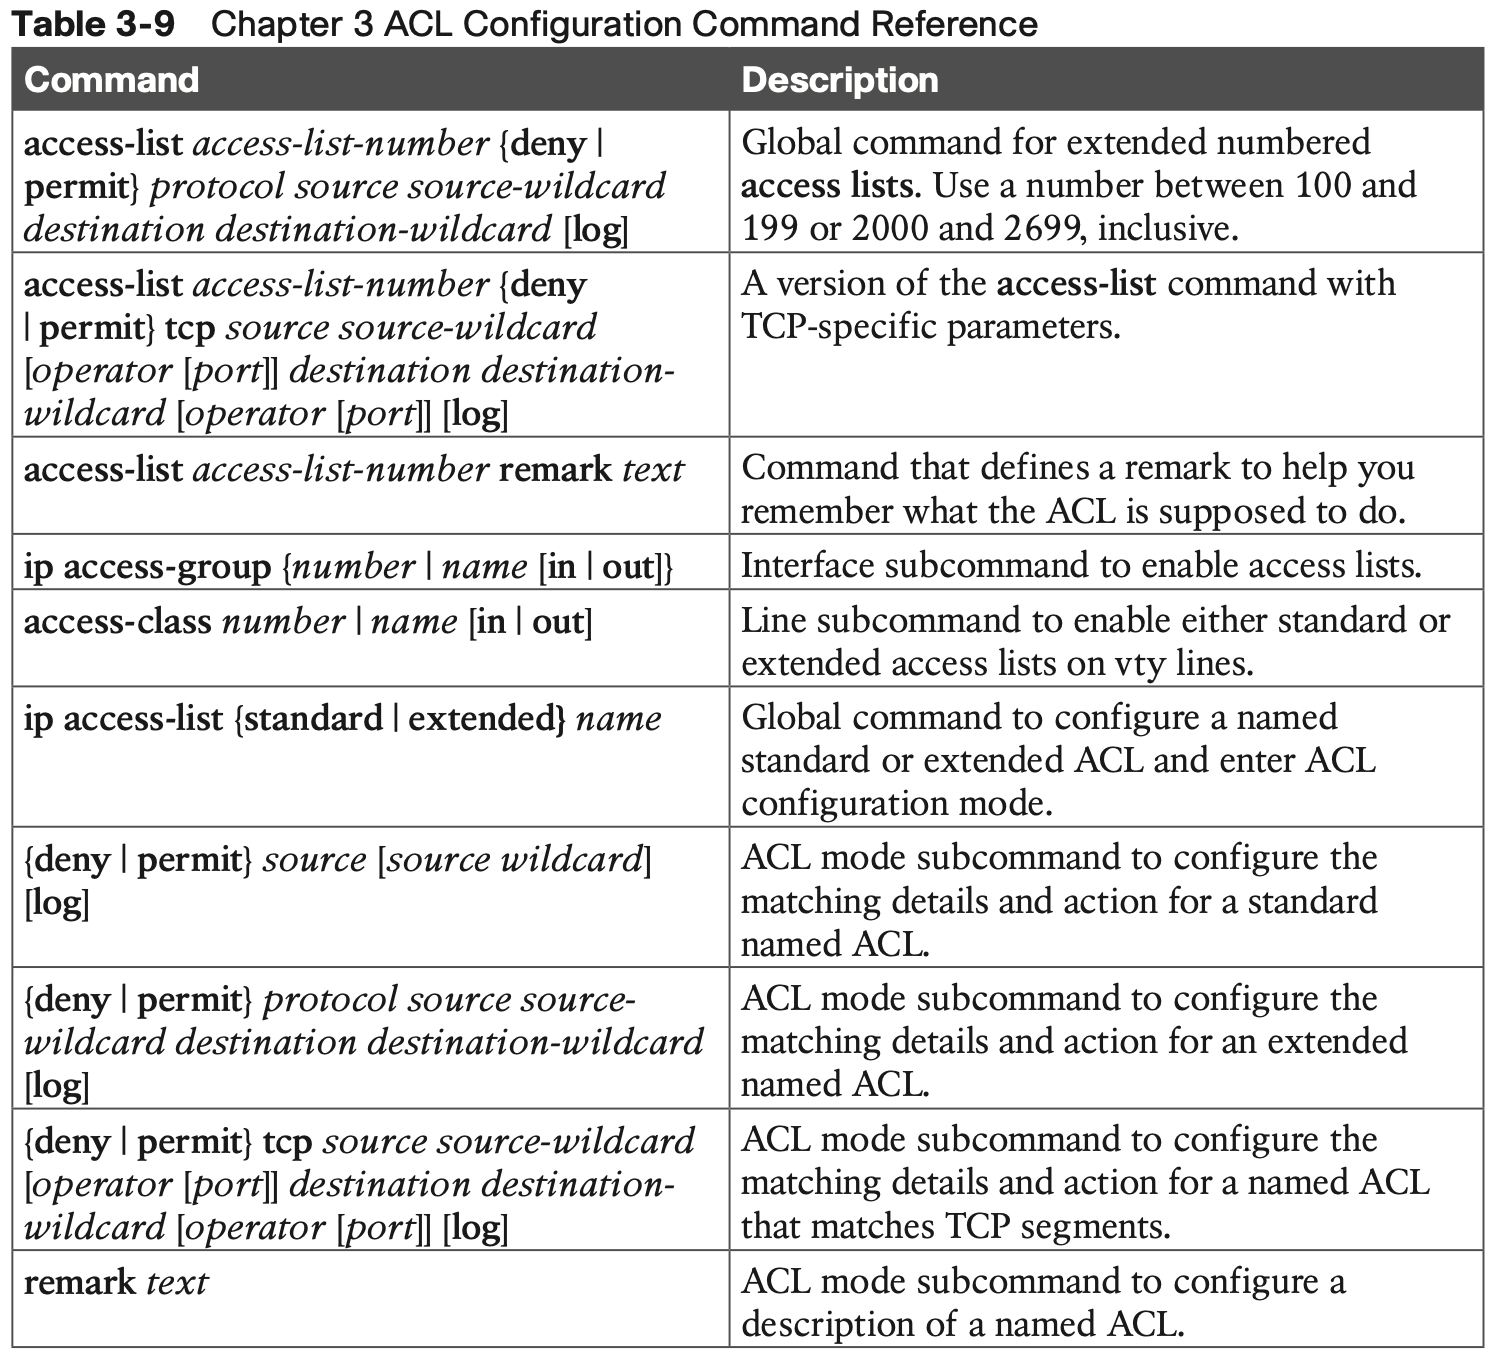 Table 3-9 Chapter 3 ACL Configuration Command Reference
Command
Description
access-list access-list-number {deny |
permit} protocol source source-wildcard
destination destination-wildcard [log]
Global command for extended numbered
access lists. Use a number between 100 and
199 or 2000 and 2699, inclusive.
access-list access-list-number {deny
| permit} tcp source source-wildcard
[operator [port]] destination destination-
wildcard [operator [port]] [log]
A version of the access-list command with
TCP-specific parameters.
access-list access-list-number remark text
Command that defines a remark to help you
remember what the ACL is supposed to do.
ip access-group {number | name [in | out]}
Interface subcommand to enable access lists.
access-class number | name [in | out]
Line subcommand to enable either standard or
extended access lists on vty lines.
ip access-list {standard | extended} name
Global command to configure a named
standard or extended ACL and enter ACL
configuration mode.
{deny | permit} source [source wildcard]
[log]
ACL mode subcommand to configure the
matching details and action for a standard
named ACL.
{deny | permit} protocol source source-
wildcard destination destination-wildcard
[log]
ACL mode subcommand to configure the
matching details and action for an extended
named ACL.
{deny | permit} tcp source source-wildcard
[operator [port]] destination destination-
wildcard [operator [port]] [log]
ACL mode subcommand to configure the
matching details and action for a named ACL
that matches TCP segments.
remark text
ACL mode subcommand to configure a
description of a named ACL.